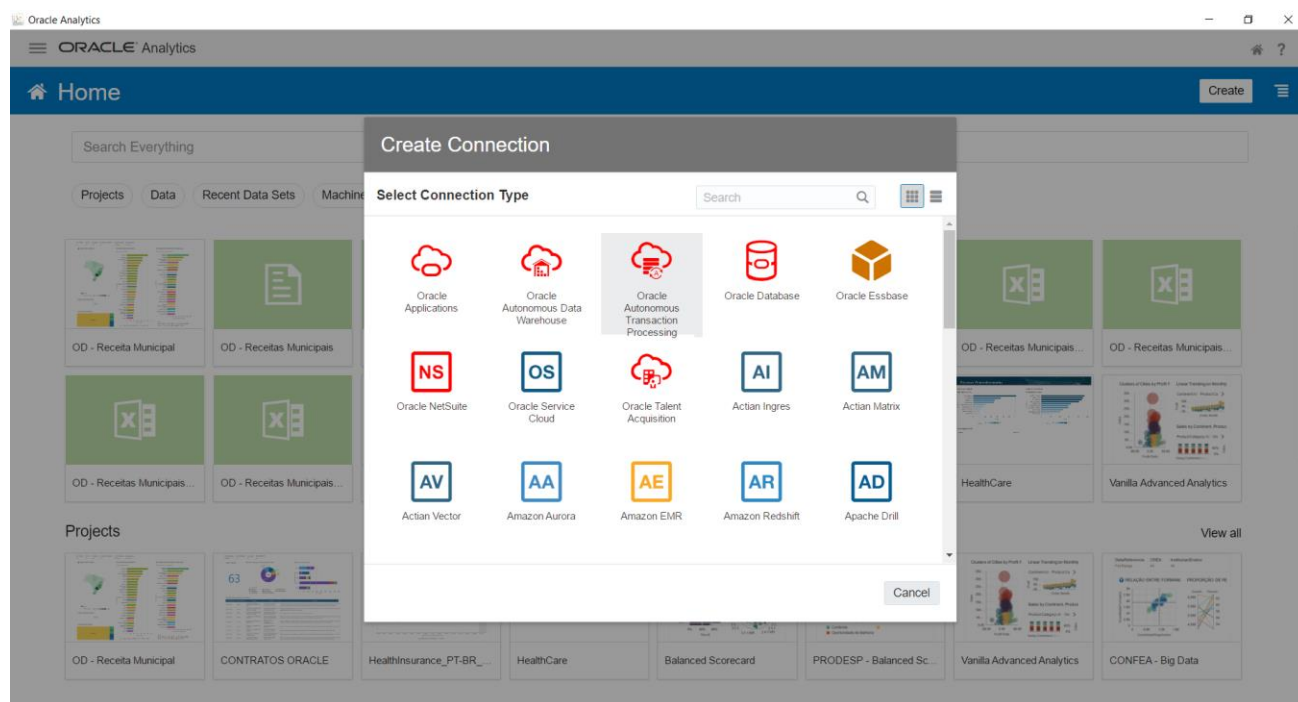 Oracle Analytics
ORACLE Analytics
?
Home
Create
Search Everything
Projects
Data
Recent Data Sets
Machine
Create Connection
Select Connection Type
Search
Oracle
Applications
Oracle
Autonomous Data
Warehouse
Oracle
Autonomous
Transaction
Processing
Oracle Database
Oracle Essbase
NS
Oracle NetSuite
OS
Oracle Service
Cloud
Oracle Talent
Acquisition
AI
Actian Ingres
AM
Actian Matrix
AV
Actian Vector
AA
Amazon Aurora
AE
Amazon EMR
AR
Amazon Redshift
AD
Apache Drill
Cancel
OD - Receita Municipal
OD - Receitas Municipais
OD - Receitas Municipais...
OD - Receitas Municipais...
OD - Receitas Municipais...
OD - Receitas Municipais...
HealthCare
Vanilla Advanced Analytics
Projects
View all
63
OD - Receita Municipal
CONTRATOS ORACLE
HealthInsurance_PT-BR_...
HealthCare
Balanced Scorecard
PRODESP - Balanced Sc...
Vanilla Advanced Analytics
CONFEA - Big Data